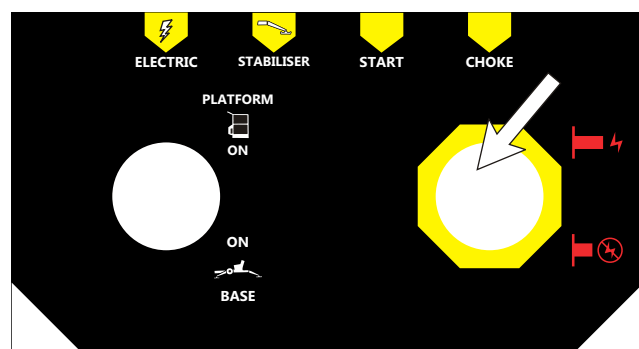 ELECTRIC STABILISER START CHOKE
PLATFORM
ON
ON
BASE